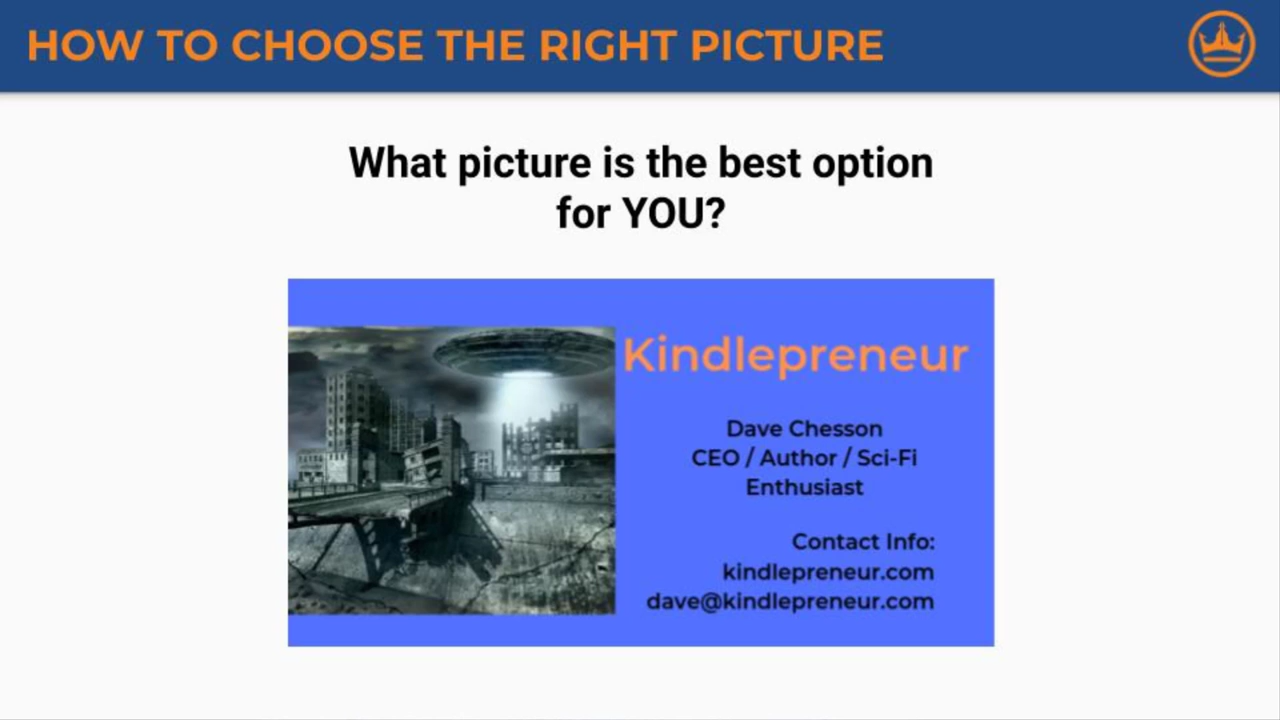 HOW TO CHOOSE THE RIGHT PICTURE
What picture is the best option
for YOU?
Kindlepreneur
Dave Chesson
CEO / Author / Sci-Fi
Enthusiast
Contact Info:
kindlepreneur.com
dave@kindlepreneur.com